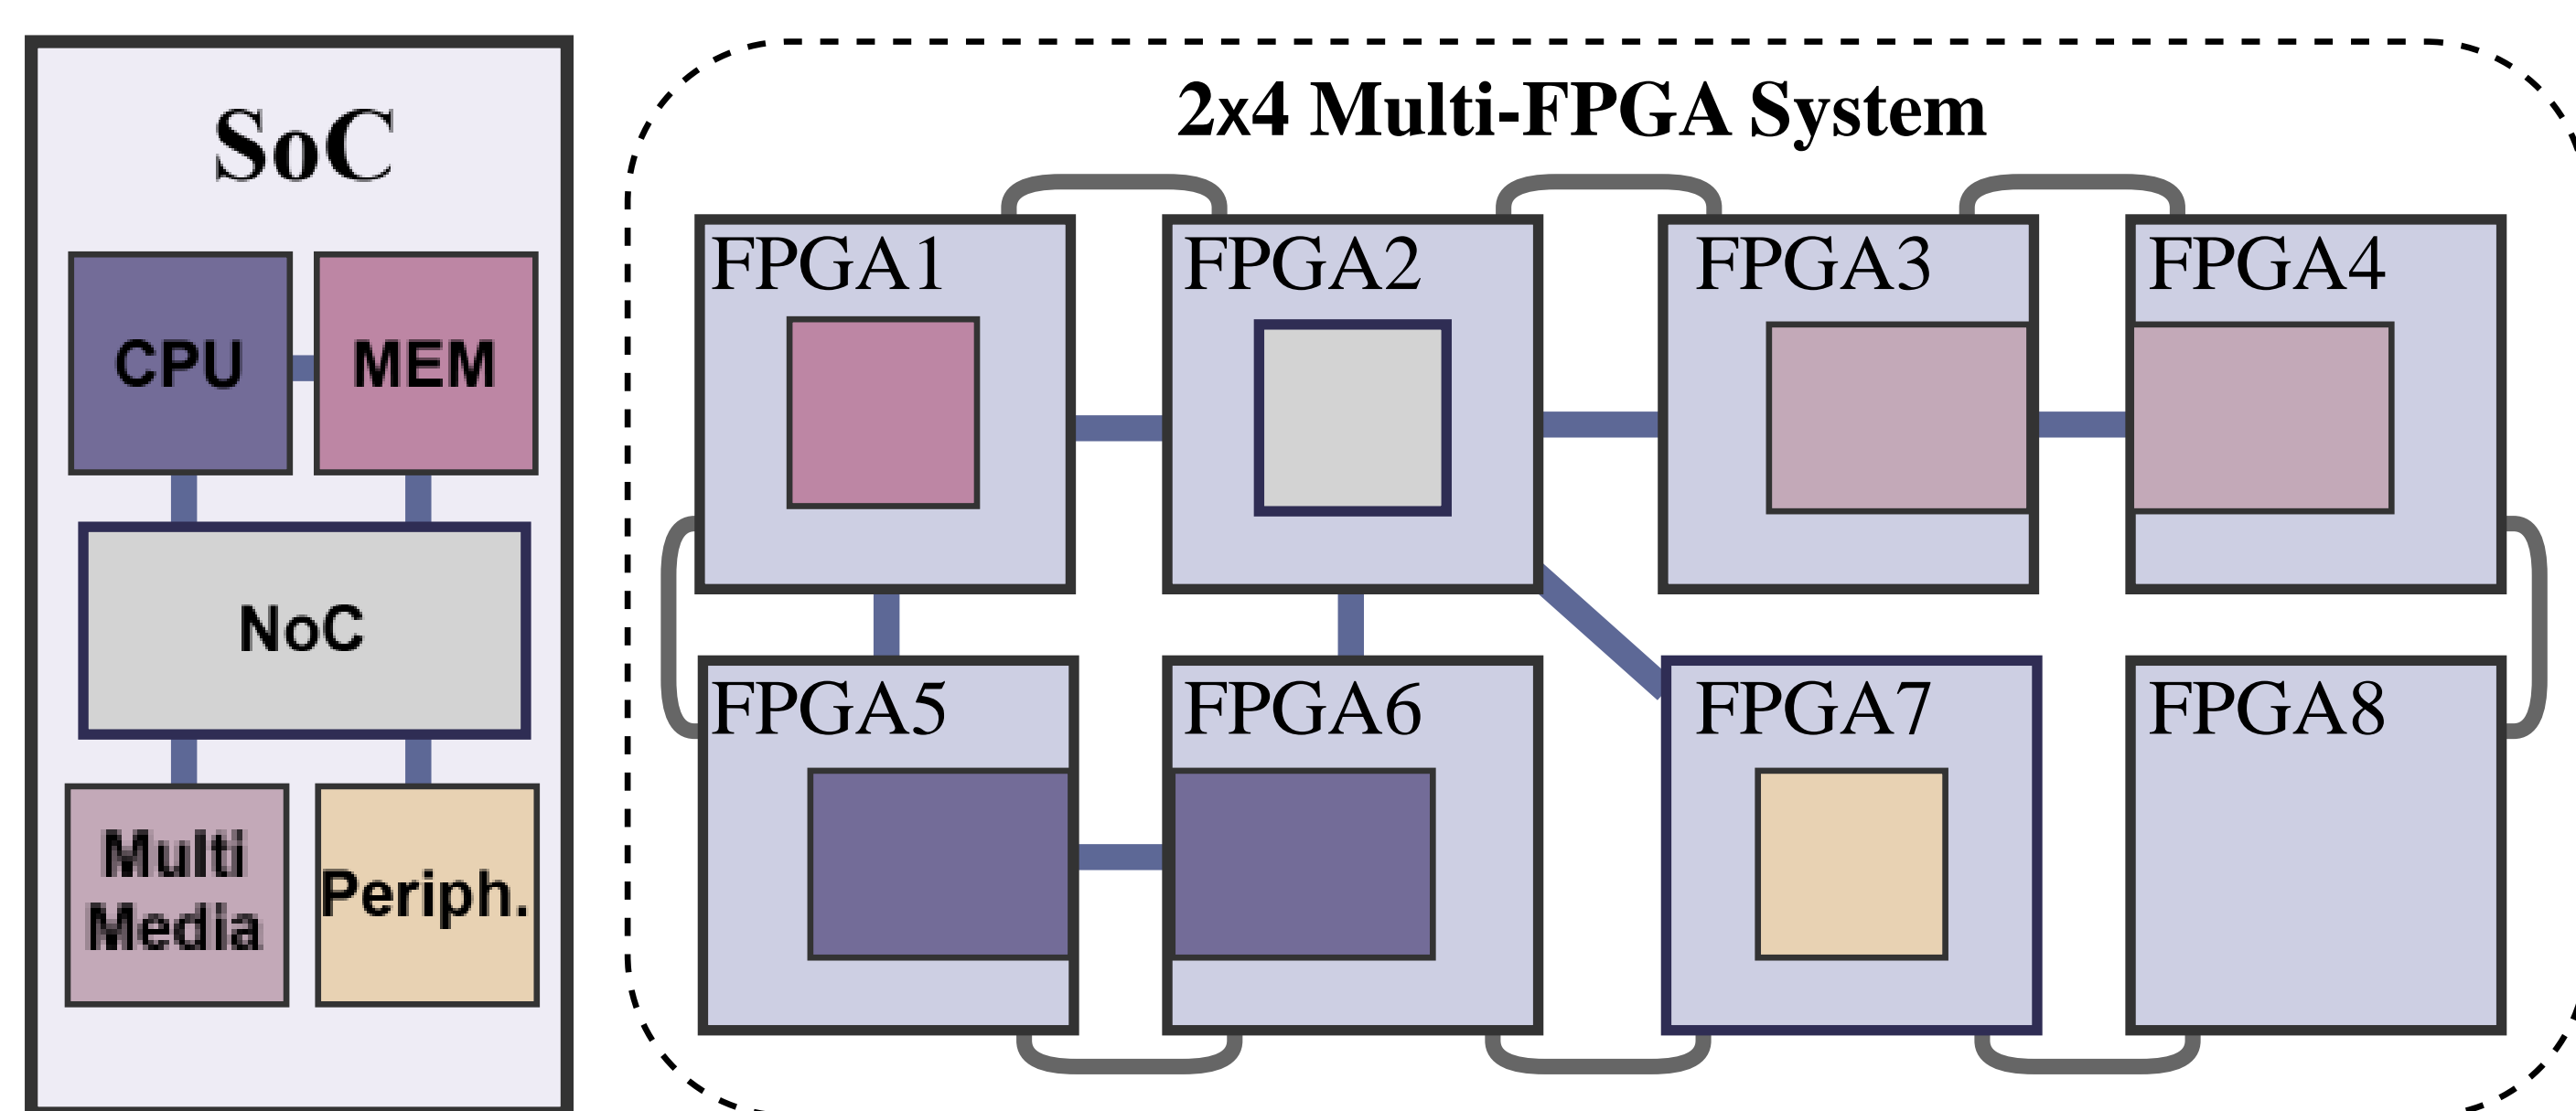 SoC
CPU
MEM
NoC
Multi
Media
Periph.
2x4 Multi-FPGA System
FPGA1
FPGA2
FPGA3
FPGA4
FPGA5
FPGA6
FPGA7
FPGA8